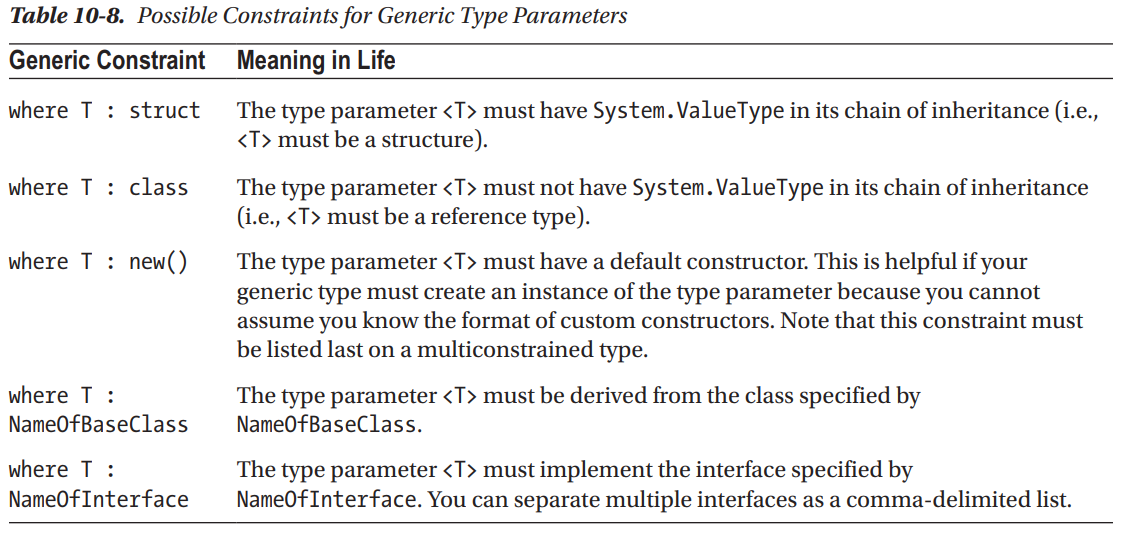 Table 10-8. Possible Constraints for Generic Type Parameters
Generic Constraint Meaning in Life
where T : struct The type parameter <T> must have System.ValueType in its chain of inheritance (i.e.,
<T> must be a structure).
where T : class The type parameter <T> must not have System.ValueType in its chain of inheritance
(i.e., <T> must be a reference type).
where T : new() The type parameter <T> must have a default constructor. This is helpful if your
generic type must create an instance of the type parameter because you cannot
assume you know the format of custom constructors. Note that this constraint must
be listed last on a multiconstrained type.
where T : The type parameter <T> must be derived from the class specified by
NameOfBaseClass NameOfBaseClass.
where T : The type parameter <T> must implement the interface specified by
NameOfInterface NameOfInterface. You can separate multiple interfaces as a comma-delimited list.